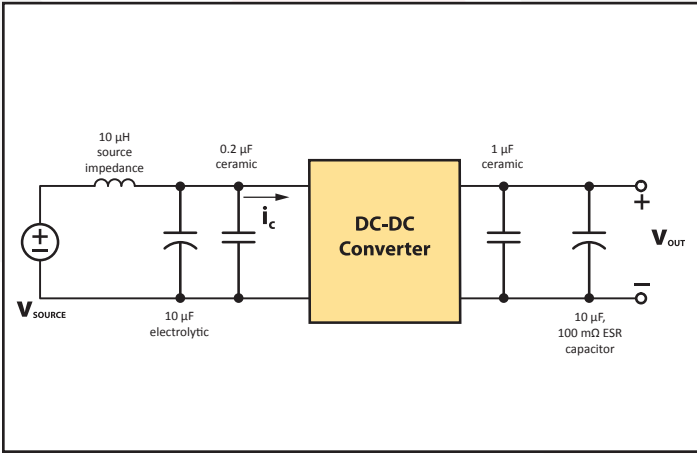 10 µH
source
impedance
0.2 µF
ceramic
1 µF
ceramic
i c
DC-DC
Converter
+
−
V SOURCE
+
V OUT
−
10 µF
electrolytic
10 µF,
100 mΩ ESR
capacitor